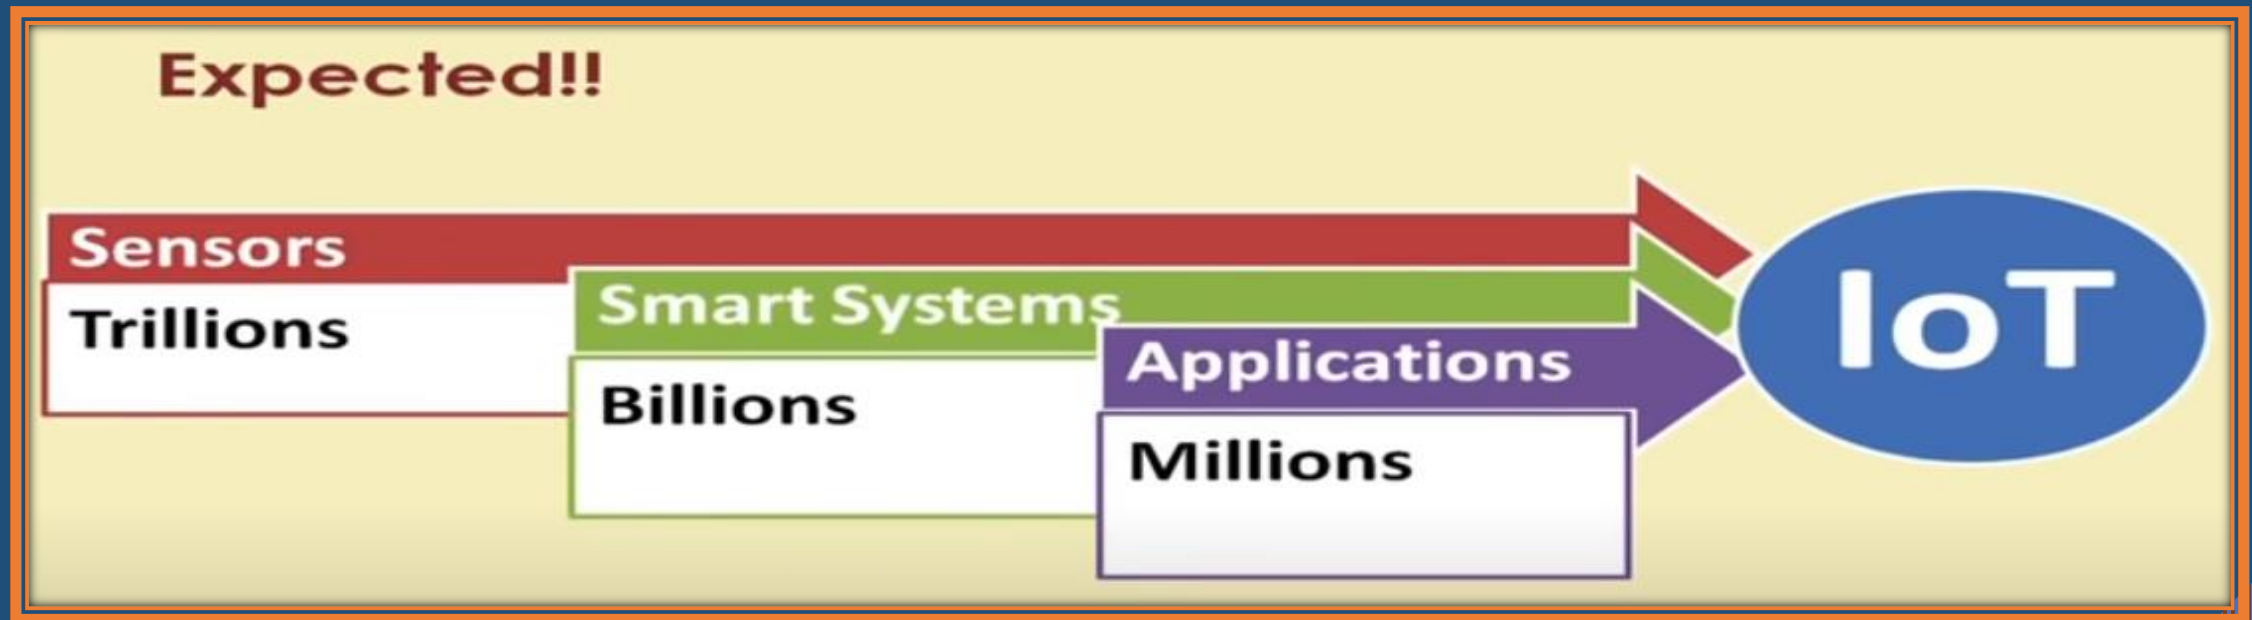 Expected!!
Sensors
Trillions
Smart Systems
Billions
Applications
Millions
IoT